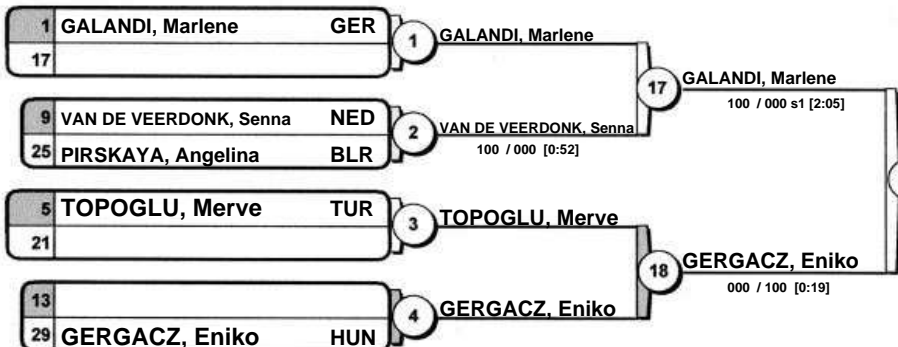 1 GALANDI, Marlene GER
17
1
GALANDI, Marlene
9 VAN DE VEERDONK, Senna NED
25 PIRSKAYA, Angelina BLR
2
VAN DE VEERDONK, Senna
100 / 000 [0:52]
17
GALANDI, Marlene
100 / 000 s1 [2:05]
5 TOPOGLU, Merve TUR
21
3
TOPOGLU, Merve
13
29 GERGACZ, Eniko HUN
4
GERGACZ, Eniko
18
GERGACZ, Eniko
000 / 100 [0:19]